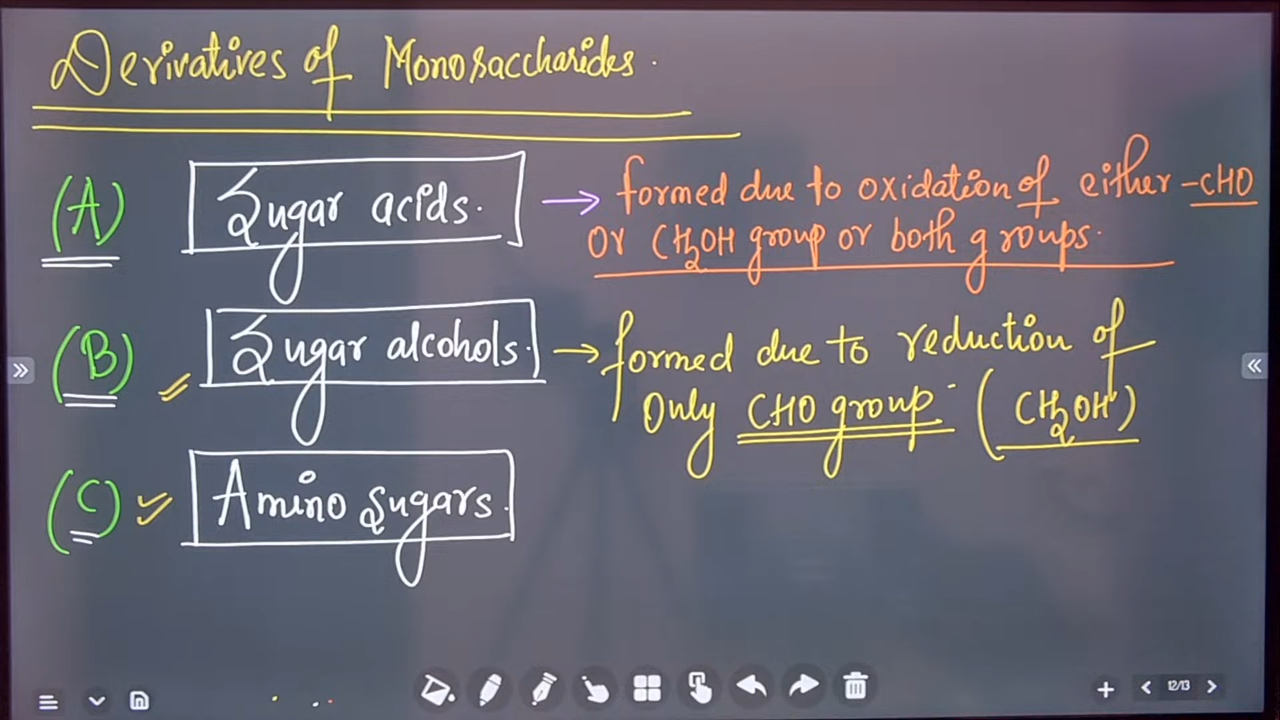 Derivatives of Monosaccharides.
(A) Sugar acids. → formed due to oxidation of either -CHO
or CH2OH group or both groups.
(B) Sugar alcohols. → formed due to reduction of
Only CHO group (CH2OH)
(C) Amino sugars.
12/13